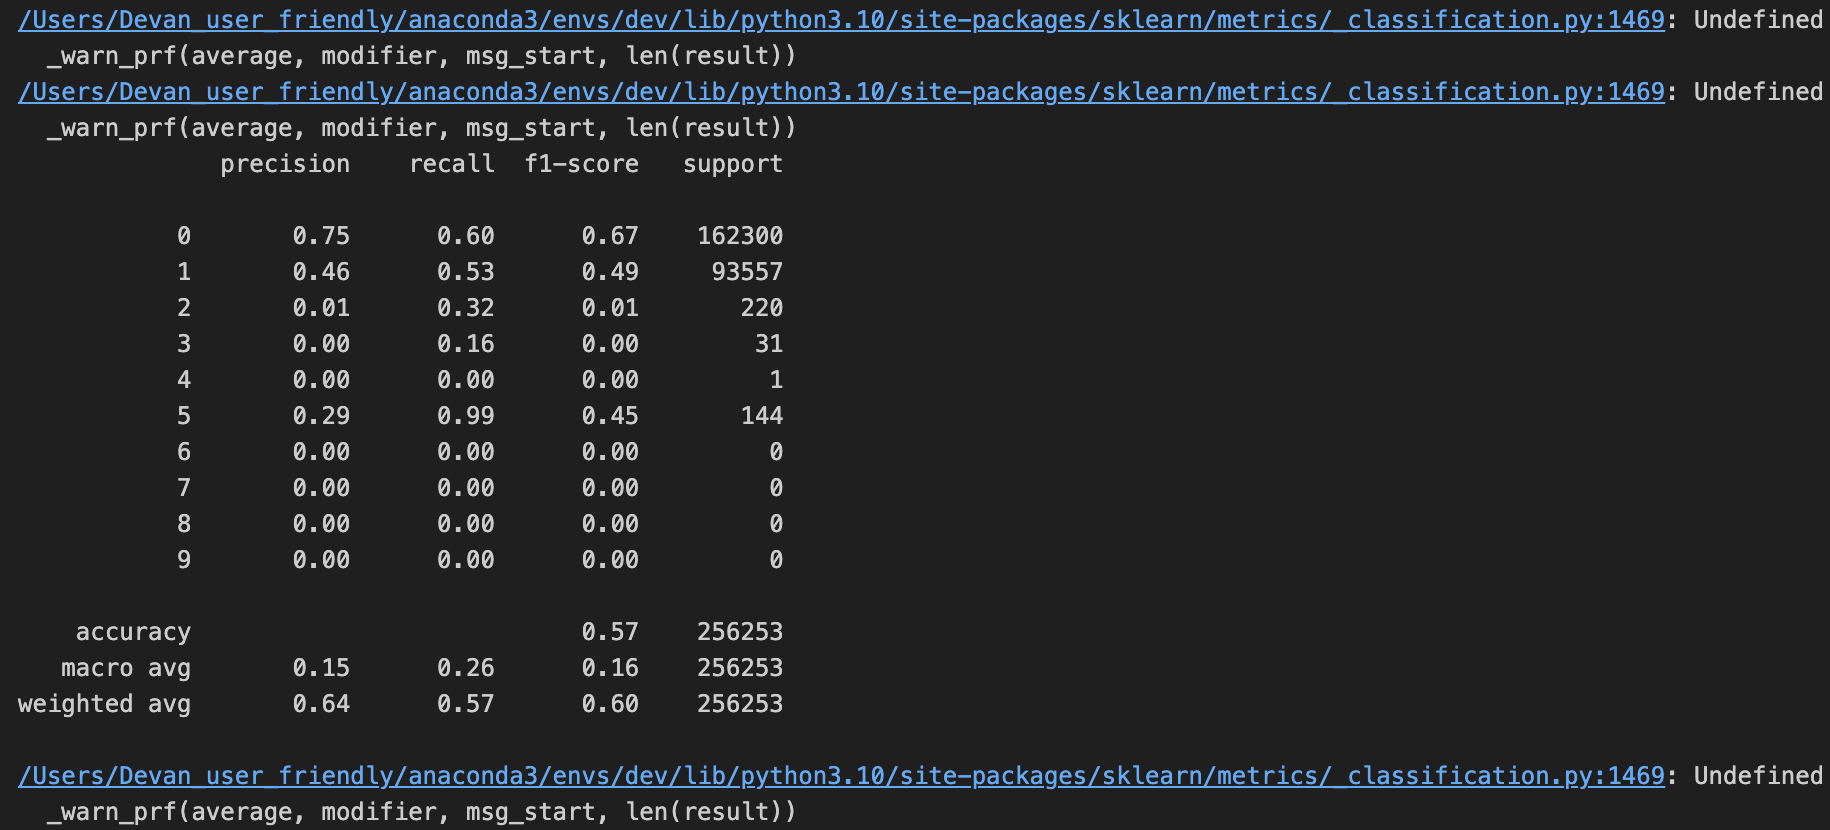 /Users/Devan_user_friendly/anaconda3/envs/dev/lib/python3.10/site-packages/sklearn/metrics/_classification.py:1469: Undefined
_warn_prf(average, modifier, msg_start, len(result))
/Users/Devan_user_friendly/anaconda3/envs/dev/lib/python3.10/site-packages/sklearn/metrics/_classification.py:1469: Undefined
_warn_prf(average, modifier, msg_start, len(result))
precision recall f1-score support
0 0.75 0.60 0.67 162300
1 0.46 0.53 0.49 93557
2 0.01 0.32 0.01 220
3 0.00 0.16 0.00 31
4 0.00 0.00 0.00 1
5 0.29 0.99 0.45 144
6 0.00 0.00 0.00 0
7 0.00 0.00 0.00 0
8 0.00 0.00 0.00 0
9 0.00 0.00 0.00 0
accuracy 0.57 256253
macro avg 0.15 0.26 0.16 256253
weighted avg 0.64 0.57 0.60 256253
/Users/Devan_user_friendly/anaconda3/envs/dev/lib/python3.10/site-packages/sklearn/metrics/_classification.py:1469: Undefined
_warn_prf(average, modifier, msg_start, len(result))